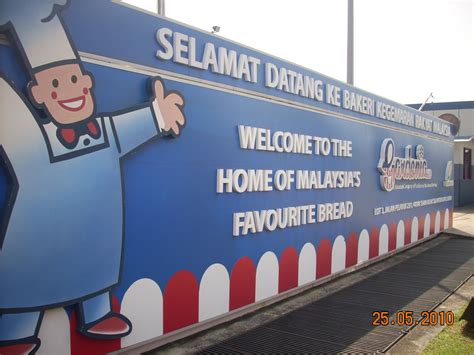 SELAMAT DATANG KE BAKERI KEGEMARAN RAKYAT MALAYSIA
WELCOME TO THE
HOME OF MALAYSIA'S
FAVOURITE BREAD
Gardenia
25.05.2010